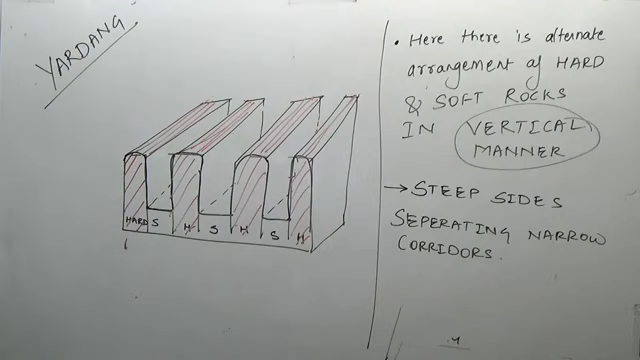 YARDANG
HARD S H S H S H
• Here there is alternate
arrangement of HARD
& SOFT ROCKS
IN VERTICAL
MANNER
→ STEEP SIDES
SEPERATING NARROW
CORRIDORS.